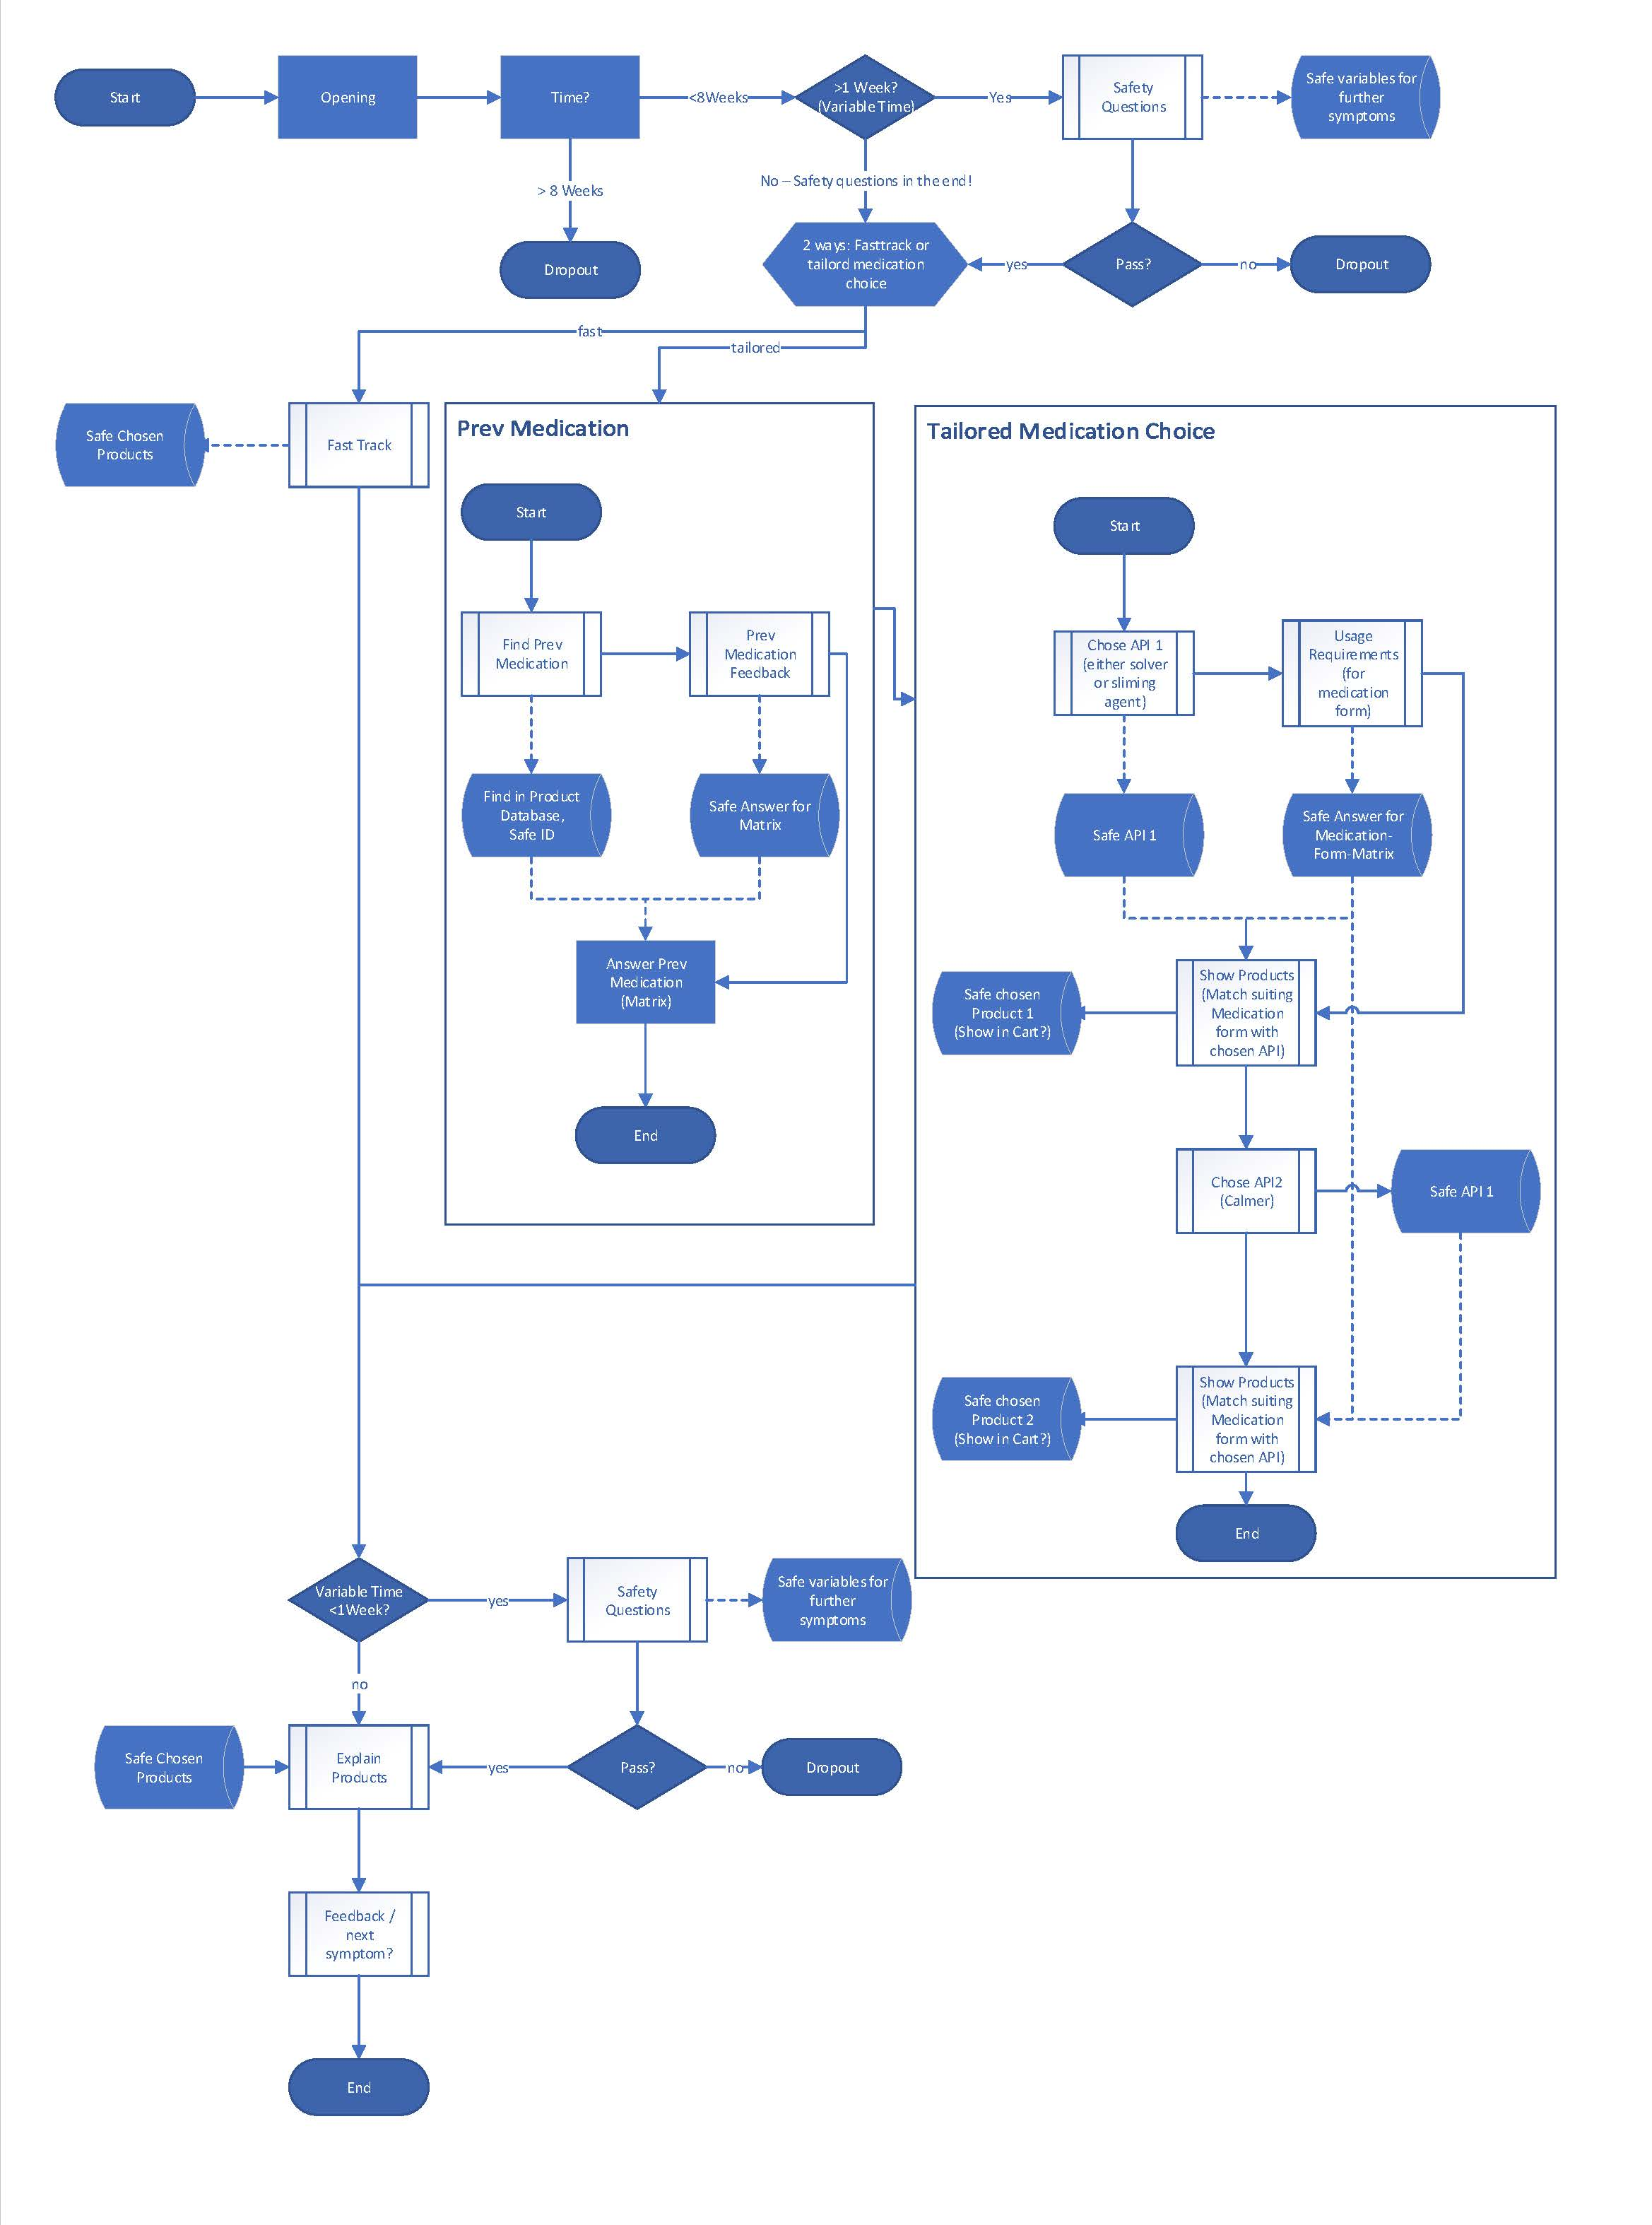 Start
Opening
Time?
<8Weeks
>1 Week?
(Variable Time)
Yes
Safety
Questions
Safe variables for
further
symptoms
> 8 Weeks
No – Safety questions in the end!
Dropout
2 ways: Fasttrack or
tailord medication
choice
yes
Pass?
no
Dropout
fast
tailored
Safe Chosen
Products
Fast Track
Prev Medication
Start
Find Prev
Medication
Prev
Medication
Feedback
Find in Product
Database,
Safe ID
Safe Answer for
Matrix
Answer Prev
Medication
(Matrix)
End
Tailored Medication Choice
Start
Chose API 1
(either solver
or sliming
agent)
Usage
Requirements
(for
medication
form)
Safe API 1
Safe Answer for
Medication-
Form-Matrix
Safe chosen
Product 1
(Show in Cart?)
Show Products
(Match suiting
Medication
form with
chosen API)
Chose API2
(Calmer)
Safe API 1
Safe chosen
Product 2
(Show in Cart?)
Show Products
(Match suiting
Medication
form with
chosen API)
End
Variable Time
<1Week?
yes
Safety
Questions
Safe variables for
further
symptoms
no
Safe Chosen
Products
Explain
Products
yes
Pass?
no
Dropout
Feedback /
next
symptom?
End